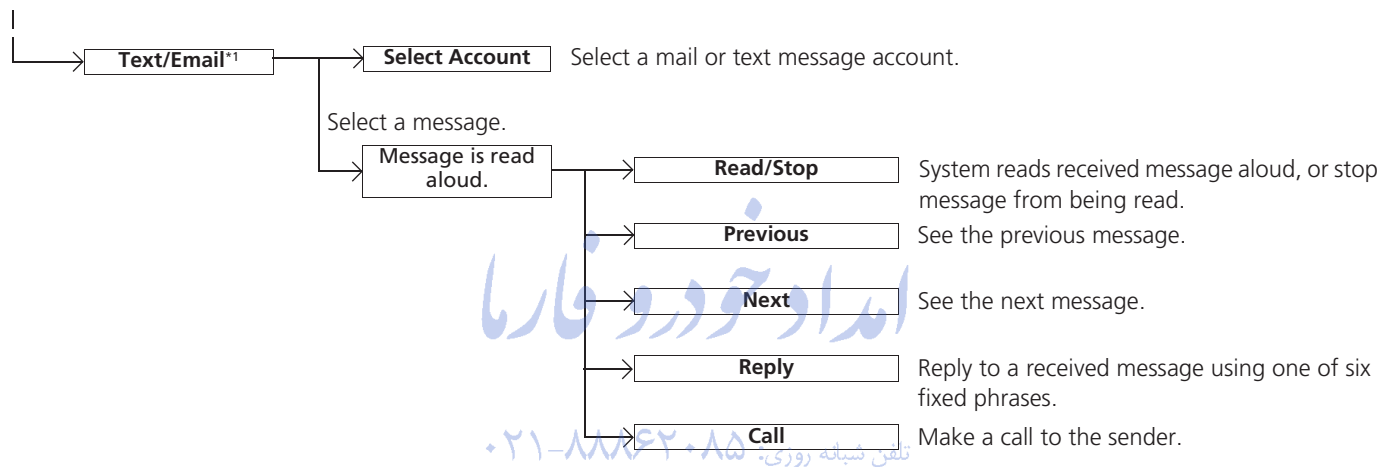 Text/Email*1
Select Account
Select a mail or text message account.
Select a message.
Message is read
aloud.
Read/Stop
System reads received message aloud, or stop
message from being read.
Previous
See the previous message.
امداد خودرو فارما
Next
See the next message.
Reply
Reply to a received message using one of six
fixed phrases.
Call
Make a call to the sender.
تلفن شبانه روزی: ۰۲۱-۸۸۸۶۲۰۸۵